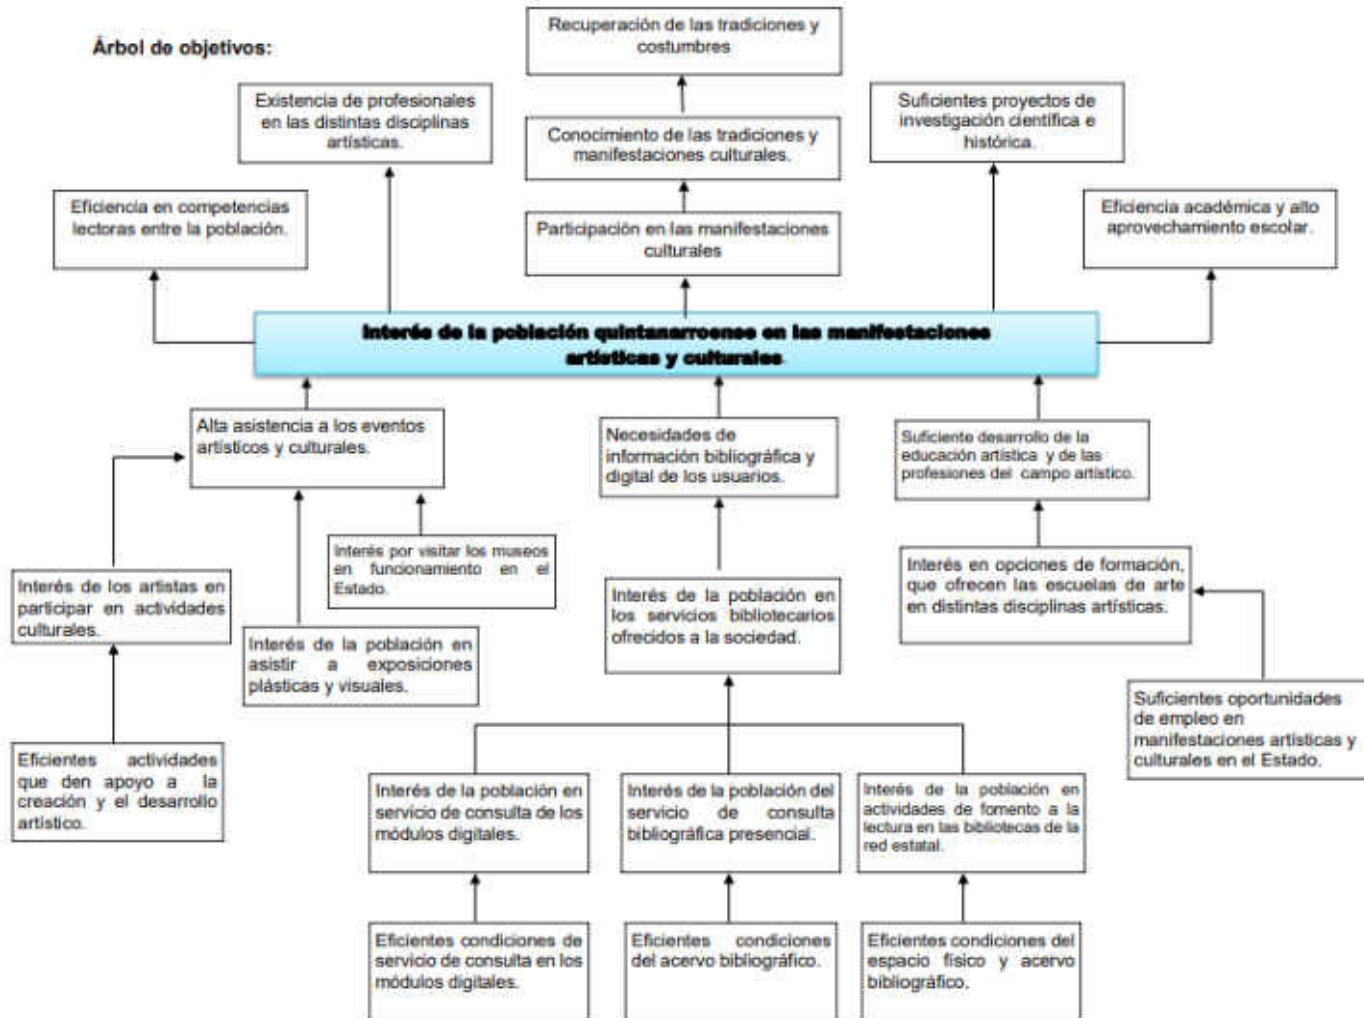 Árbol de objetivos:
Recuperación de las tradiciones y
costumbres
Existencia de profesionales
en las distintas disciplinas
artísticas.
Conocimiento de las tradiciones y
manifestaciones culturales.
Suficientes proyectos de
investigación científica e
histórica.
Eficiencia en competencias
lectoras entre la población.
Participación en las manifestaciones
culturales
Eficiencia académica y alto
aprovechamiento escolar.
Interés de la población quintanarroense en las manifestaciones
artísticas y culturales
Alta asistencia a los eventos
artísticos y culturales.
Necesidades de
información bibliográfica y
digital de los usuarios.
Suficiente desarrollo de la
educación artística y de las
profesiones del campo artístico.
Interés por visitar los museos
en funcionamiento en el
Estado.
Interés de los artistas en
participar en actividades
culturales.
Interés de la población en
asistir a exposiciones
plásticas y visuales.
Interés de la población en
los servicios bibliotecarios
ofrecidos a la sociedad.
Interés en opciones de formación,
que ofrecen las escuelas de arte
en distintas disciplinas artísticas.
Suficientes oportunidades
de empleo en
manifestaciones artísticas y
culturales en el Estado.
Eficientes actividades
que den apoyo a la
creación y el desarrollo
artístico.
Interés de la población en
servicio de consulta de los
módulos digitales.
Interés de la población del
servicio de consulta
bibliográfica presencial.
Interés de la población en
actividades de fomento a la
lectura en las bibliotecas de la
red estatal.
Eficientes condiciones de
servicio de consulta en los
módulos digitales.
Eficientes condiciones
del acervo bibliográfico.
Eficientes condiciones del
espacio físico y acervo
bibliográfico.